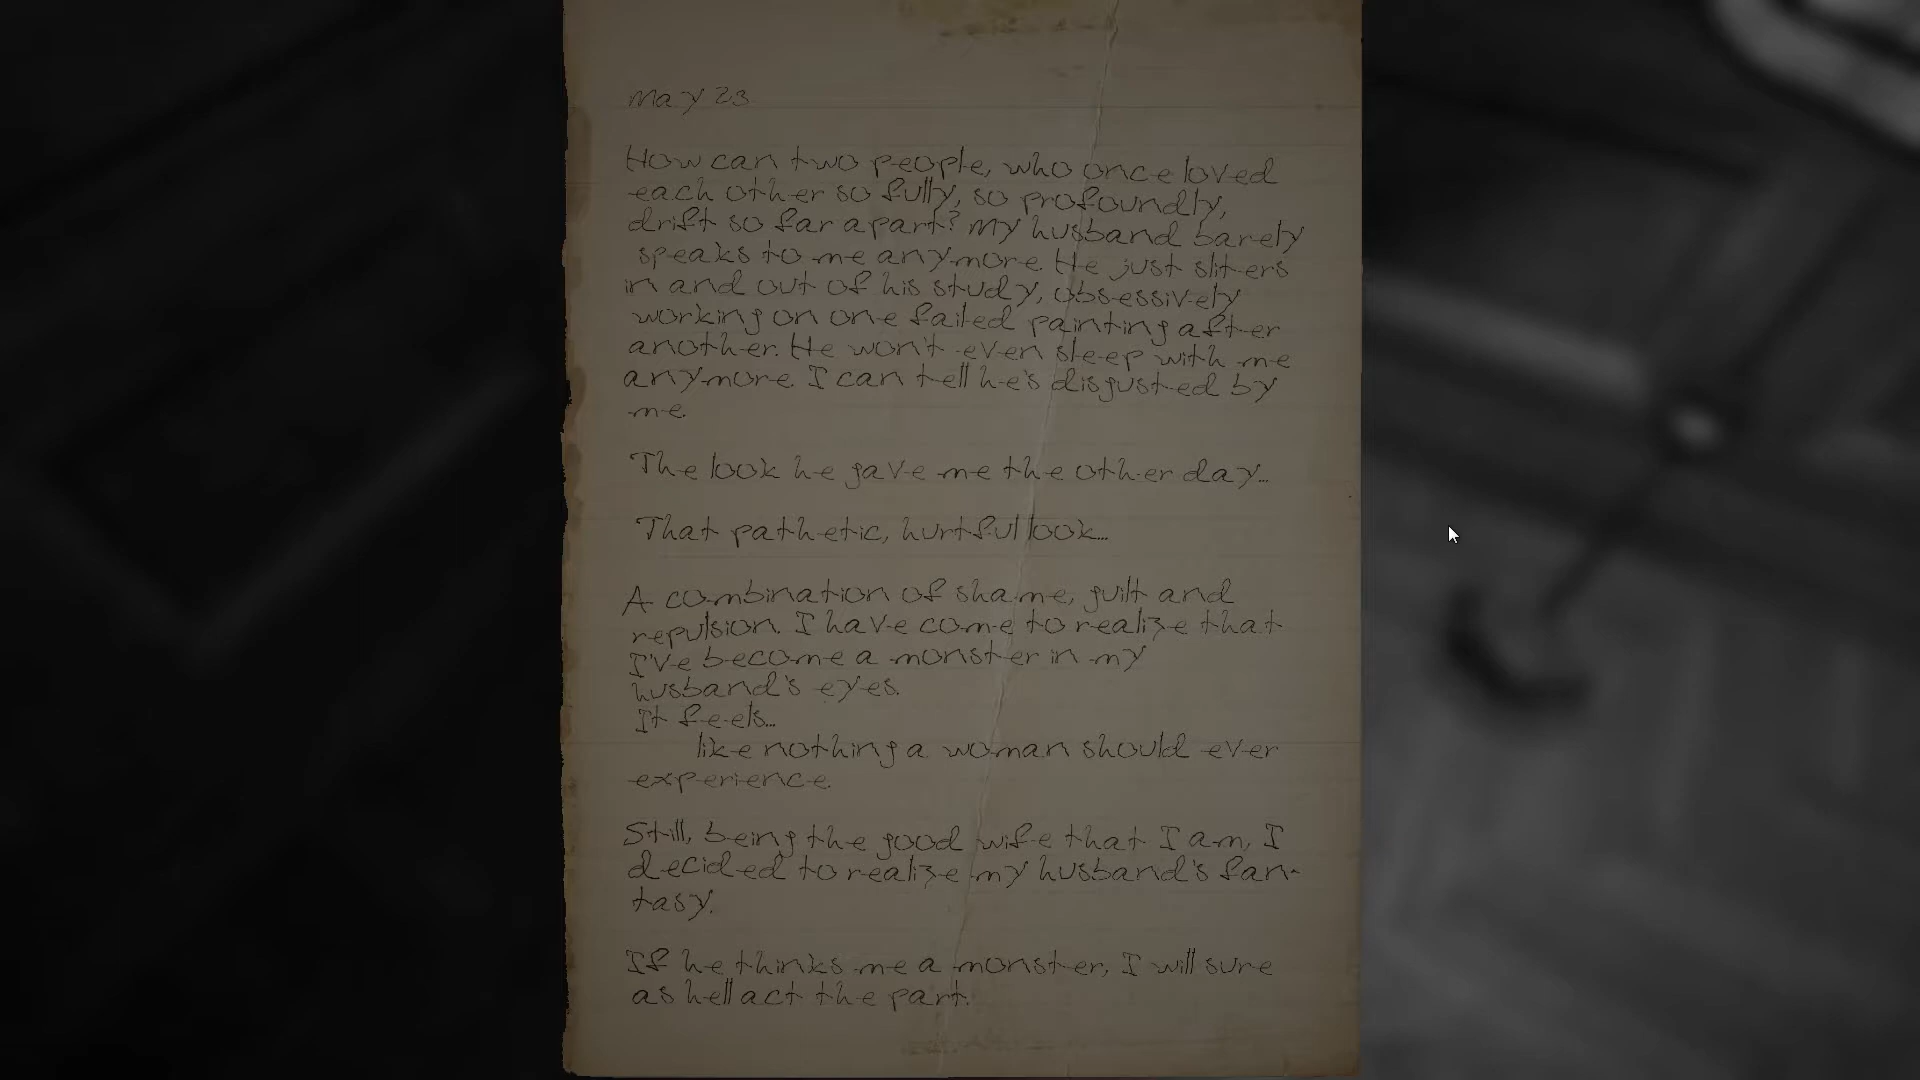 May 23
How can two people, who once loved
each other so fully, so profoundly,
drift so far apart? My husband barely
speaks to me anymore. He just sliters
in and out of his study, obsessively
working on one failed painting after
another. He won't even sleep with me
anymore. I can tell he's disgusted by
me.
The look he gave me the other day...
That pathetic, hurtful look...
A combination of shame, guilt and
repulsion. I have come to realize that
I've become a monster in my
husband's eyes.
It feels...
like nothing a woman should ever
experience.
Still, being the good wife that I am, I
decided to realize my husband's fan-
tasy.
If he thinks me a monster, I will sure
as hell act the part.